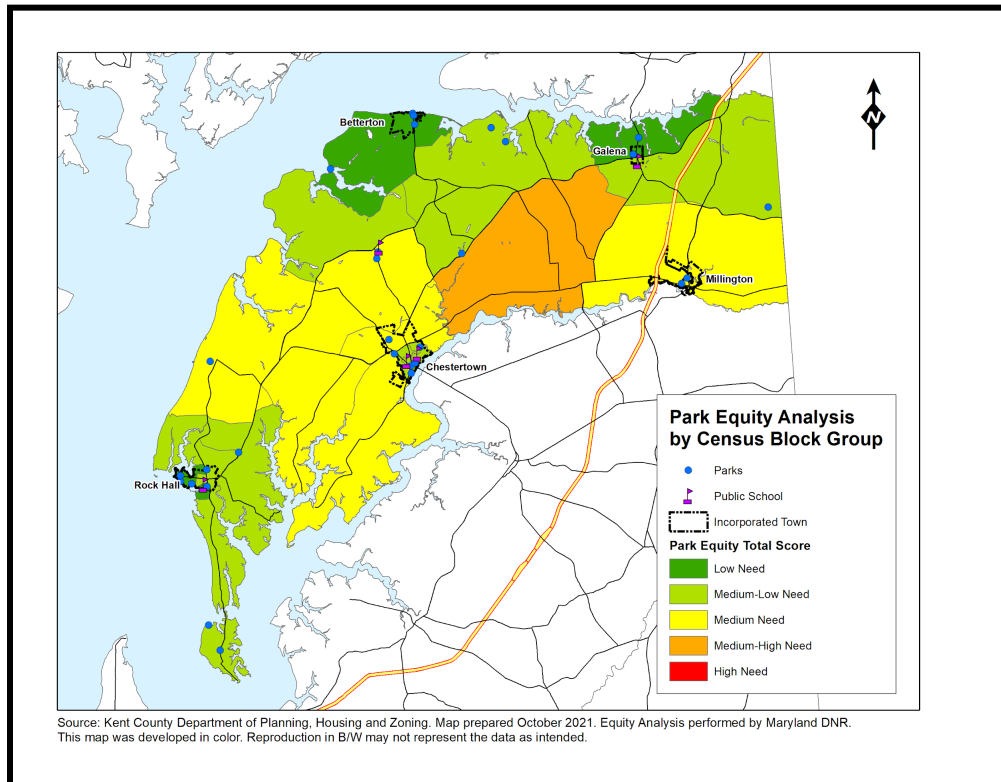 Betterton
Galena
N
Millington
Chestertown
Rock Hall
Park Equity Analysis
by Census Block Group
Parks
Public School
Incorporated Town
Park Equity Total Score
Low Need
Medium-Low Need
Medium Need
Medium-High Need
High Need
Source: Kent County Department of Planning, Housing and Zoning. Map prepared October 2021. Equity Analysis performed by Maryland DNR.
This map was developed in color. Reproduction in B/W may not represent the data as intended.